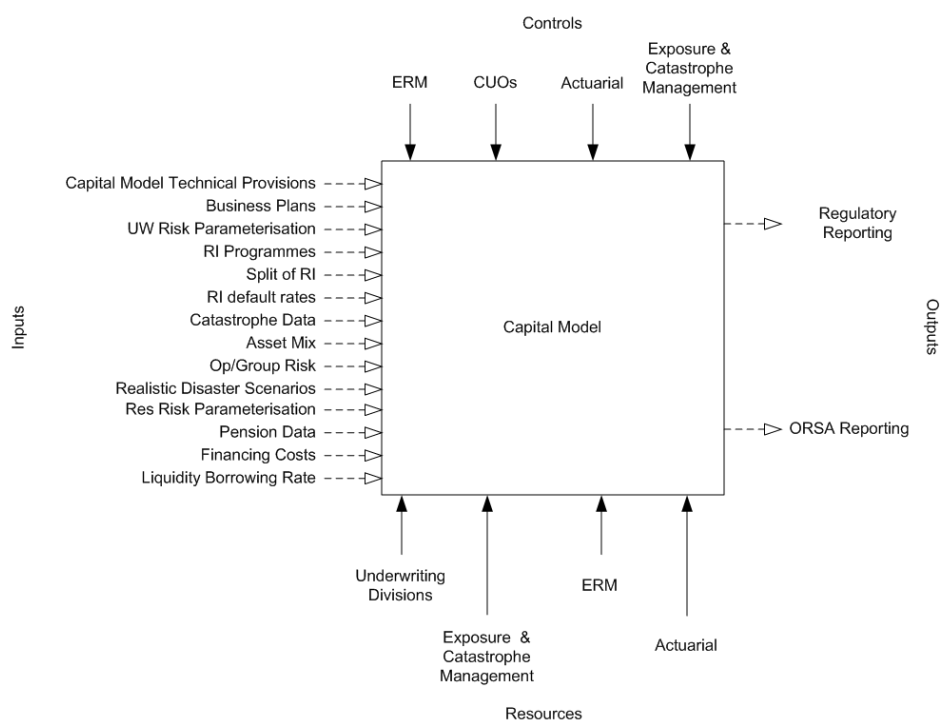 Controls
ERM
CUOs
Actuarial
Exposure &
Catastrophe
Management
Inputs
Capital Model Technical Provisions
Business Plans
UW Risk Parameterisation
RI Programmes
Split of RI
RI default rates
Catastrophe Data
Asset Mix
Op/Group Risk
Realistic Disaster Scenarios
Res Risk Parameterisation
Pension Data
Financing Costs
Liquidity Borrowing Rate
Capital Model
Regulatory
Reporting
ORSA Reporting
Outputs
Underwriting
Divisions
Exposure &
Catastrophe
Management
ERM
Actuarial
Resources